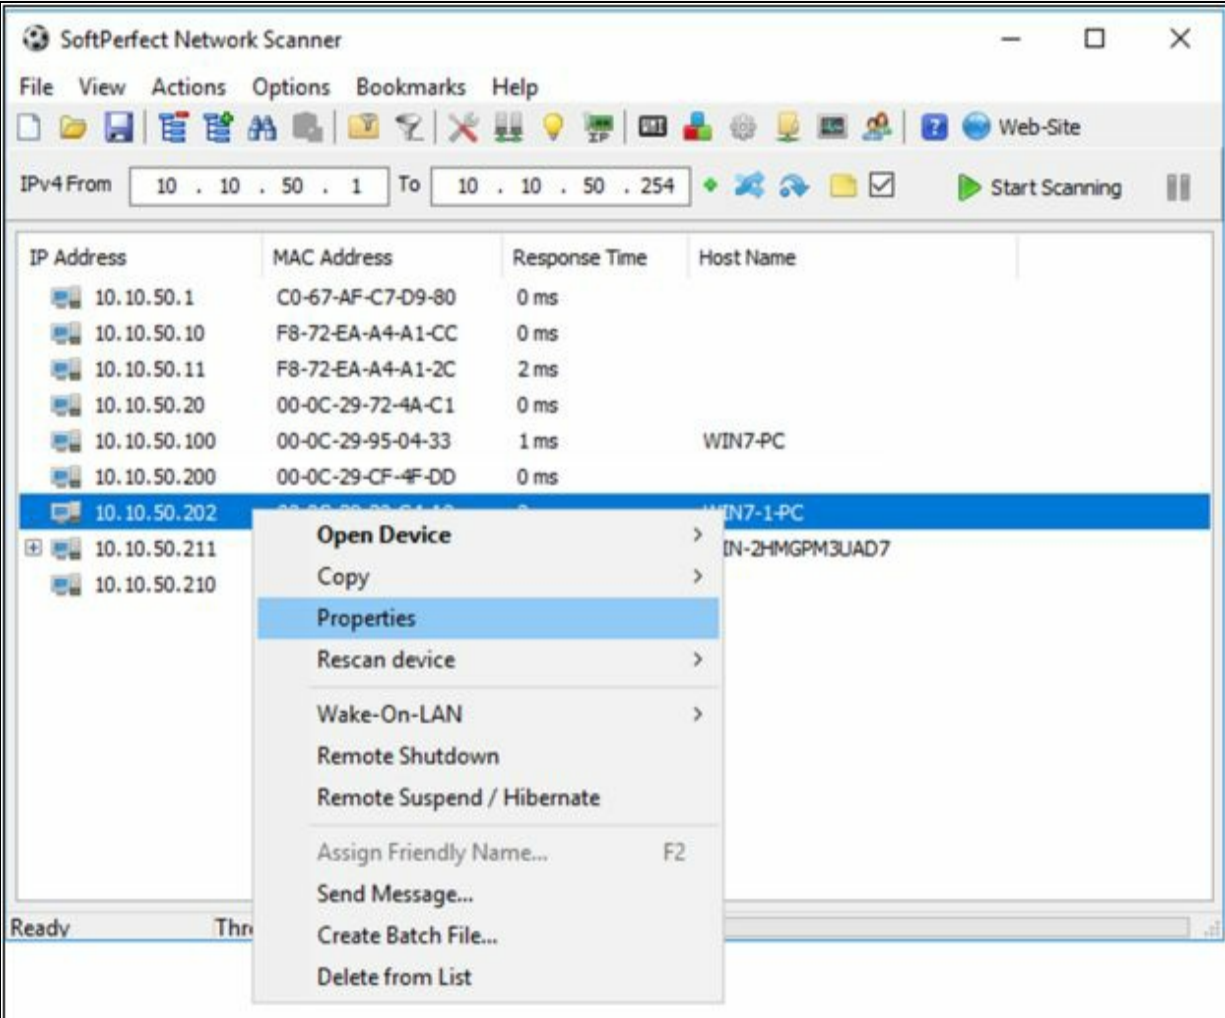 SoftPerfect Network Scanner
File View Actions Options Bookmarks Help
Web-Site
IPv4 From 10 . 10 . 50 . 1 To 10 . 10 . 50 . 254 Start Scanning
IP Address MAC Address Response Time Host Name
10.10.50.1 C0-67-AF-C7-D9-80 0 ms
10.10.50.10 F8-72-EA-A4-A1-CC 0 ms
10.10.50.11 F8-72-EA-A4-A1-2C 2 ms
10.10.50.20 00-0C-29-72-4A-C1 0 ms
10.10.50.100 00-0C-29-95-04-33 1 ms WIN7-PC
10.10.50.200 00-0C-29-CF-4F-DD 0 ms
10.10.50.202 IN7-1-PC
10.10.50.211 IN-2HMGPM3UAD7
10.10.50.210
Open Device
Copy
Properties
Rescan device
Wake-On-LAN
Remote Shutdown
Remote Suspend / Hibernate
Assign Friendly Name... F2
Send Message...
Create Batch File...
Delete from List
Ready Thr